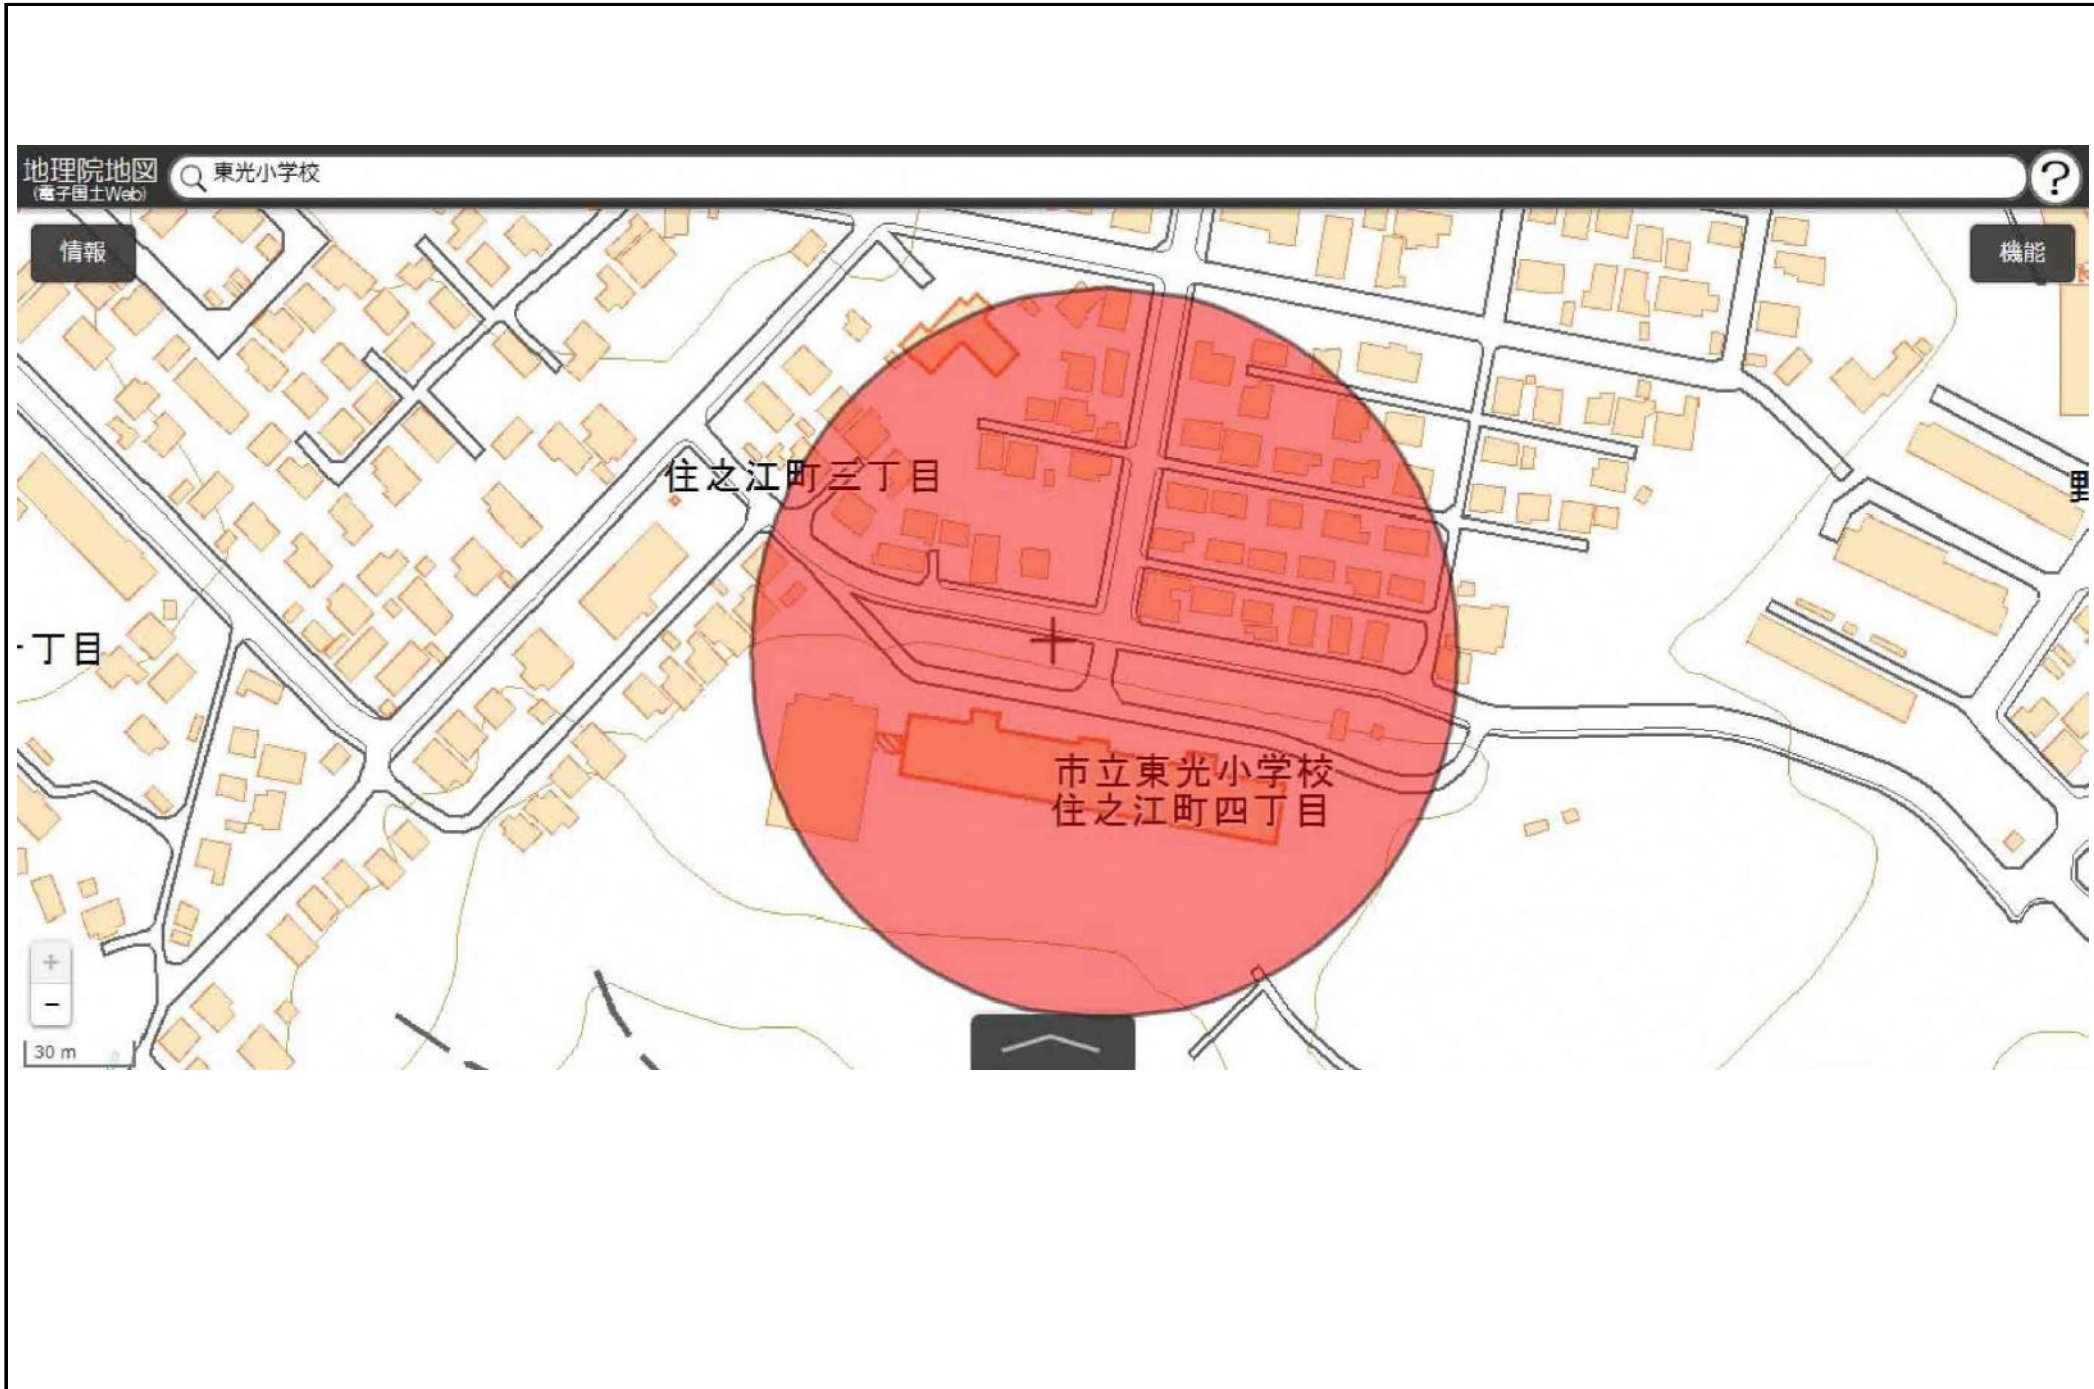 地理院地図
(電子国土Web)
東光小学校
?
情報
機能
住之江町三丁目
丁目
市立東光小学校
住之江町四丁目
+
−
30 m